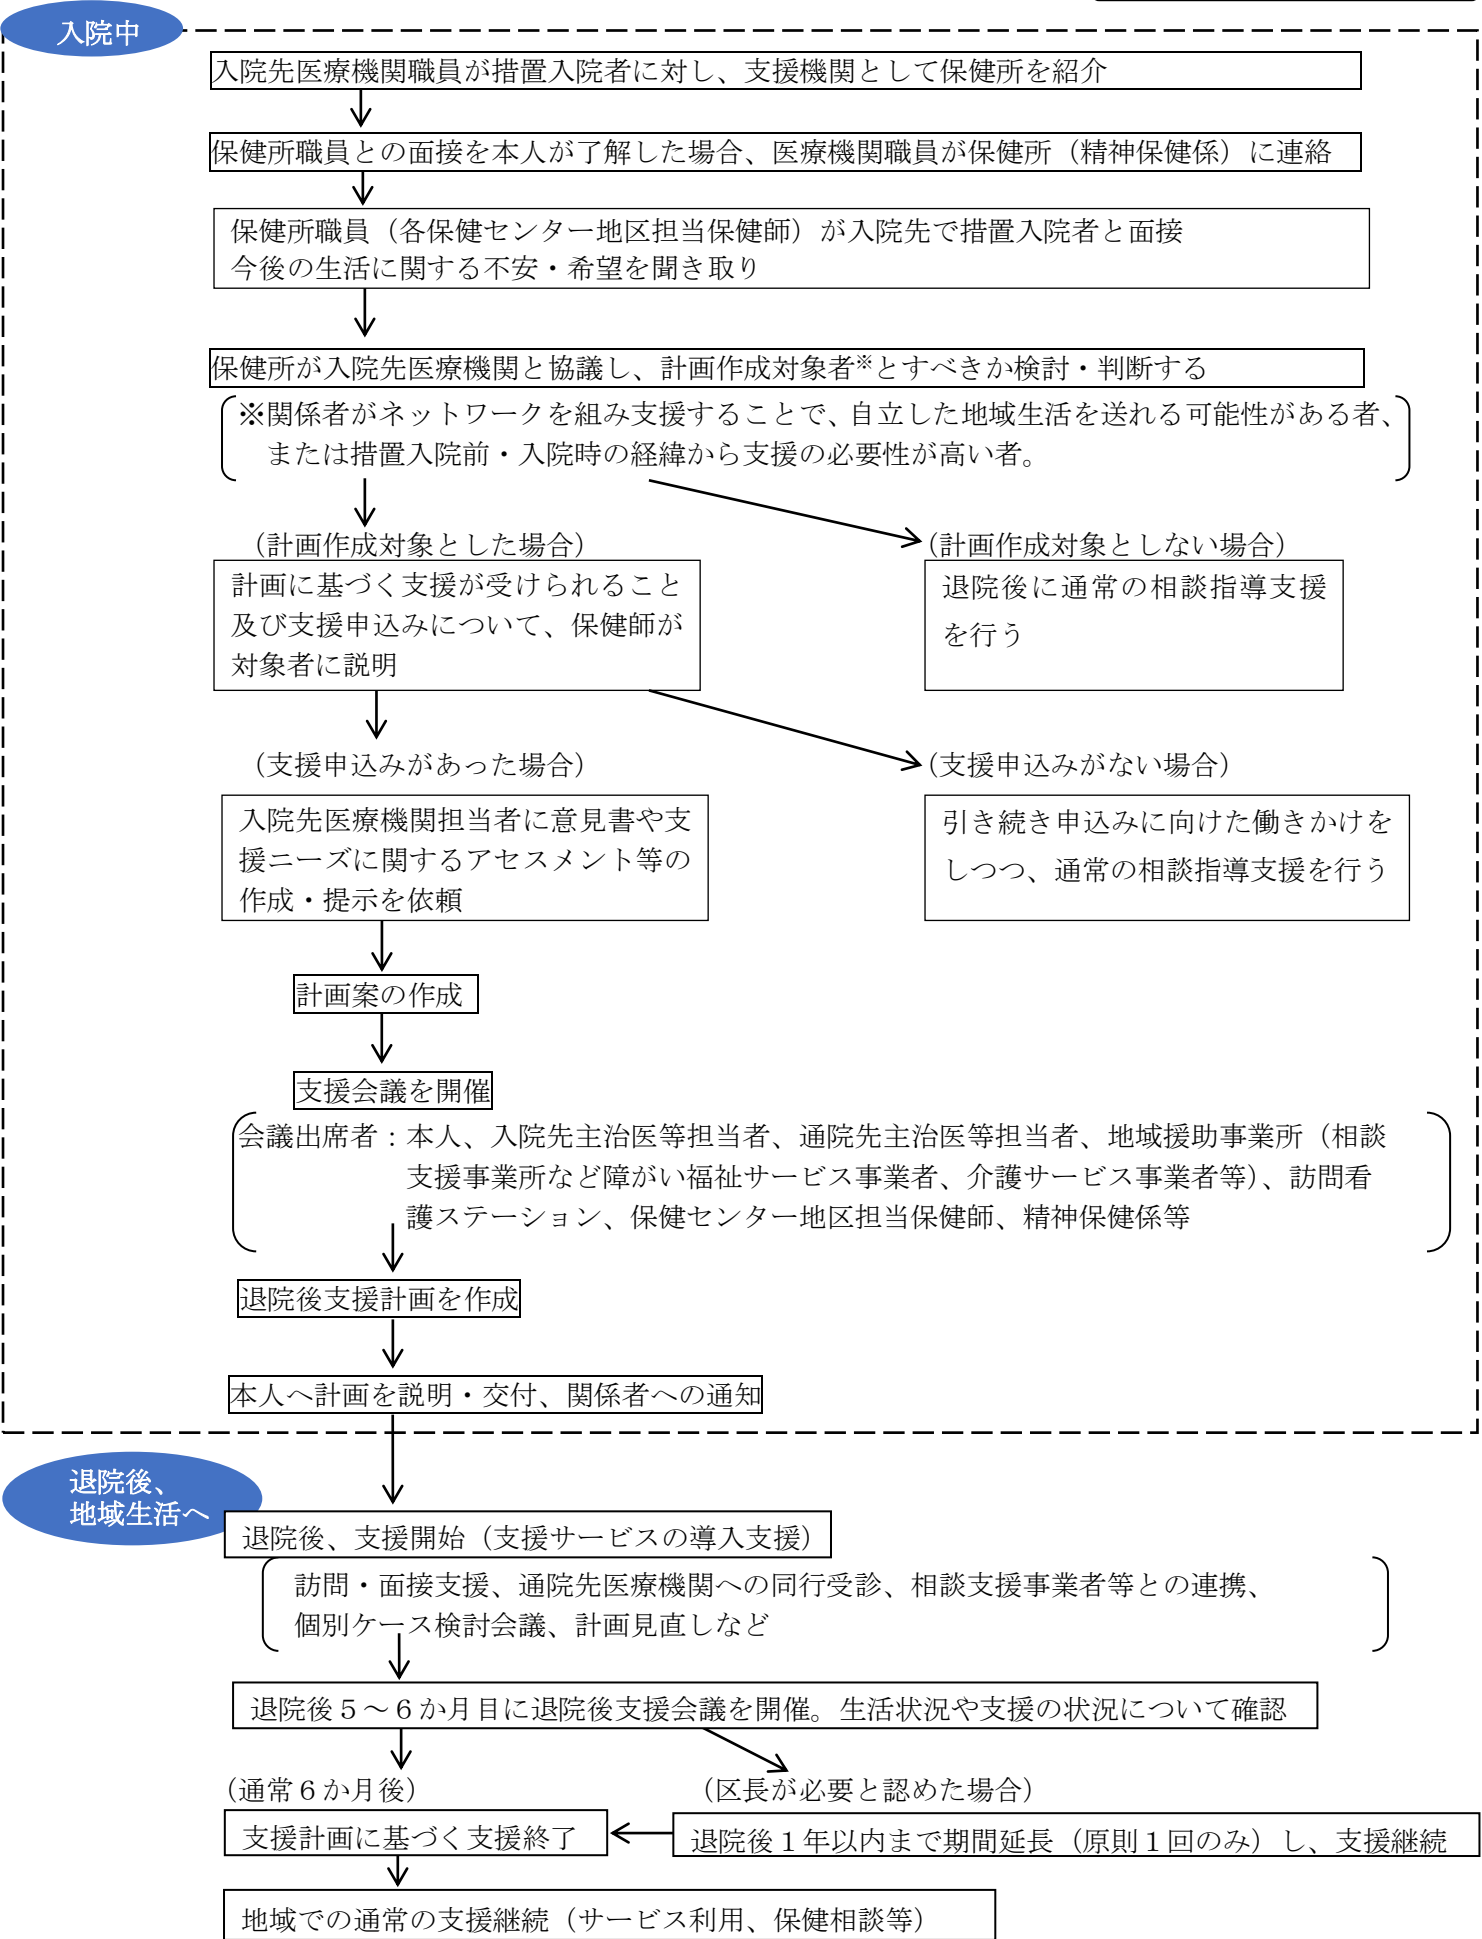 入院中
入院先医療機関職員が措置入院者に対し、支援機関として保健所を紹介
保健所職員との面接を本人が了解した場合、医療機関職員が保健所（精神保健係）に連絡
保健所職員（各保健センター地区担当保健師）が入院先で措置入院者と面接
今後の生活に関する不安・希望を聞き取り
保健所が入院先医療機関と協議し、計画作成対象者※とすべきか検討・判断する
※関係者がネットワークを組み支援することで、自立した地域生活を送れる可能性がある者、
または措置入院前・入院時の経緯から支援の必要性が高い者。
（計画作成対象とした場合）
計画に基づく支援が受けられること
及び支援申込みについて、保健師が
対象者に説明
（計画作成対象としない場合）
退院後に通常の相談指導支援
を行う
（支援申込みがあった場合）
入院先医療機関担当者に意見書や支
援ニーズに関するアセスメント等の
作成・提示を依頼
（支援申込みがない場合）
引き続き申込みに向けた働きかけを
しつつ、通常の相談指導支援を行う
計画案の作成
支援会議を開催
会議出席者：本人、入院先主治医等担当者、通院先主治医等担当者、地域援助事業所（相談
支援事業所など障がい福祉サービス事業者、介護サービス事業者等）、訪問看
護ステーション、保健センター地区担当保健師、精神保健係等
退院後支援計画を作成
本人へ計画を説明・交付、関係者への通知
退院後、
地域生活へ
退院後、支援開始（支援サービスの導入支援）
訪問・面接支援、通院先医療機関への同行受診、相談支援事業者等との連携、
個別ケース検討会議、計画見直しなど
退院後５～６か月目に退院後支援会議を開催。生活状況や支援の状況について確認
（通常６か月後）
（区長が必要と認めた場合）
支援計画に基づく支援終了
退院後１年以内まで期間延長（原則１回のみ）し、支援継続
地域での通常の支援継続（サービス利用、保健相談等）